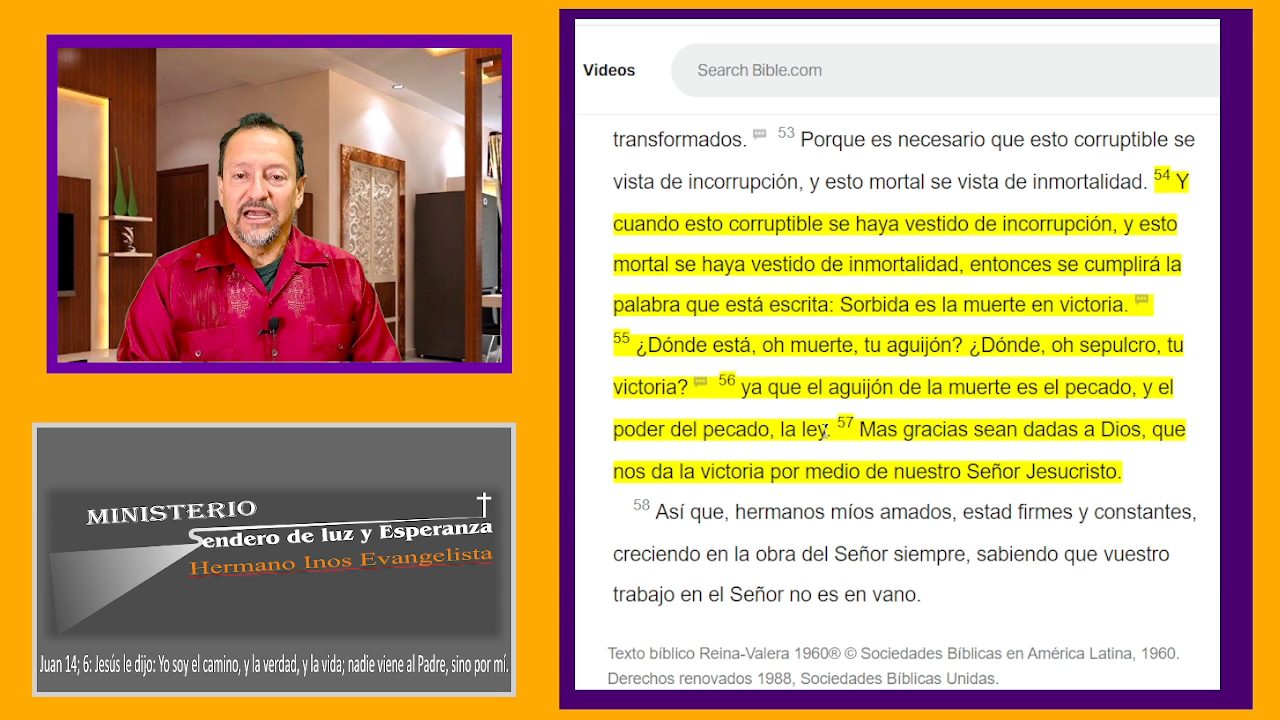 MINISTERIO
Sendero de luz y Esperanza
Hermano Inos Evangelista
Juan 14; 6: Jesús le dijo: Yo soy el camino, y la verdad, y la vida; nadie viene al Padre, sino por mí.
Videos
Search Bible.com
transformados. 53 Porque es necesario que esto corruptible se
vista de incorrupción, y esto mortal se vista de inmortalidad. 54 Y
cuando esto corruptible se haya vestido de incorrupción, y esto
mortal se haya vestido de inmortalidad, entonces se cumplirá la
palabra que está escrita: Sorbida es la muerte en victoria.
55 ¿Dónde está, oh muerte, tu aguijón? ¿Dónde, oh sepulcro, tu
victoria? 56 ya que el aguijón de la muerte es el pecado, y el
poder del pecado, la ley. 57 Mas gracias sean dadas a Dios, que
nos da la victoria por medio de nuestro Señor Jesucristo.
58 Así que, hermanos míos amados, estad firmes y constantes,
creciendo en la obra del Señor siempre, sabiendo que vuestro
trabajo en el Señor no es en vano.
Texto bíblico Reina-Valera 1960® © Sociedades Bíblicas en América Latina, 1960.
Derechos renovados 1988, Sociedades Bíblicas Unidas.